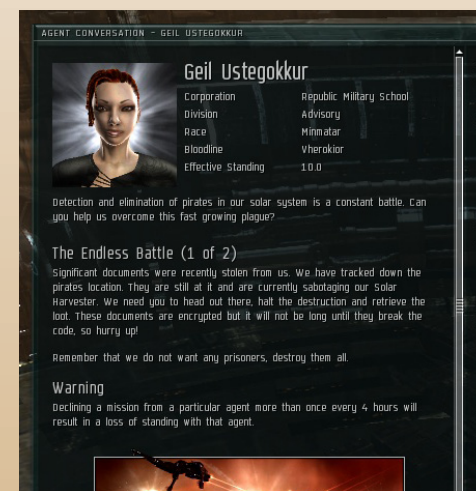 AGENT CONVERSATION - GEIL USTEGOKKUR
Geil Ustegokkur
Corporation Republic Military School
Division Advisory
Race Minmatar
Bloodline Vherokior
Effective Standing 10.0
Detection and elimination of pirates in our solar system is a constant battle. Can
you help us overcome this fast growing plague?
The Endless Battle (1 of 2)
Significant documents were recently stolen from us. We have tracked down the
pirates location. They are still at it and are currently sabotaging our Solar
Harvester. We need you to head out there, halt the destruction and retrieve the
loot. These documents are encrypted but it will not be long until they break the
code, so hurry up!
Remember that we do not want any prisoners, destroy them all.
Warning
Declining a mission from a particular agent more than once every 4 hours will
result in a loss of standing with that agent.